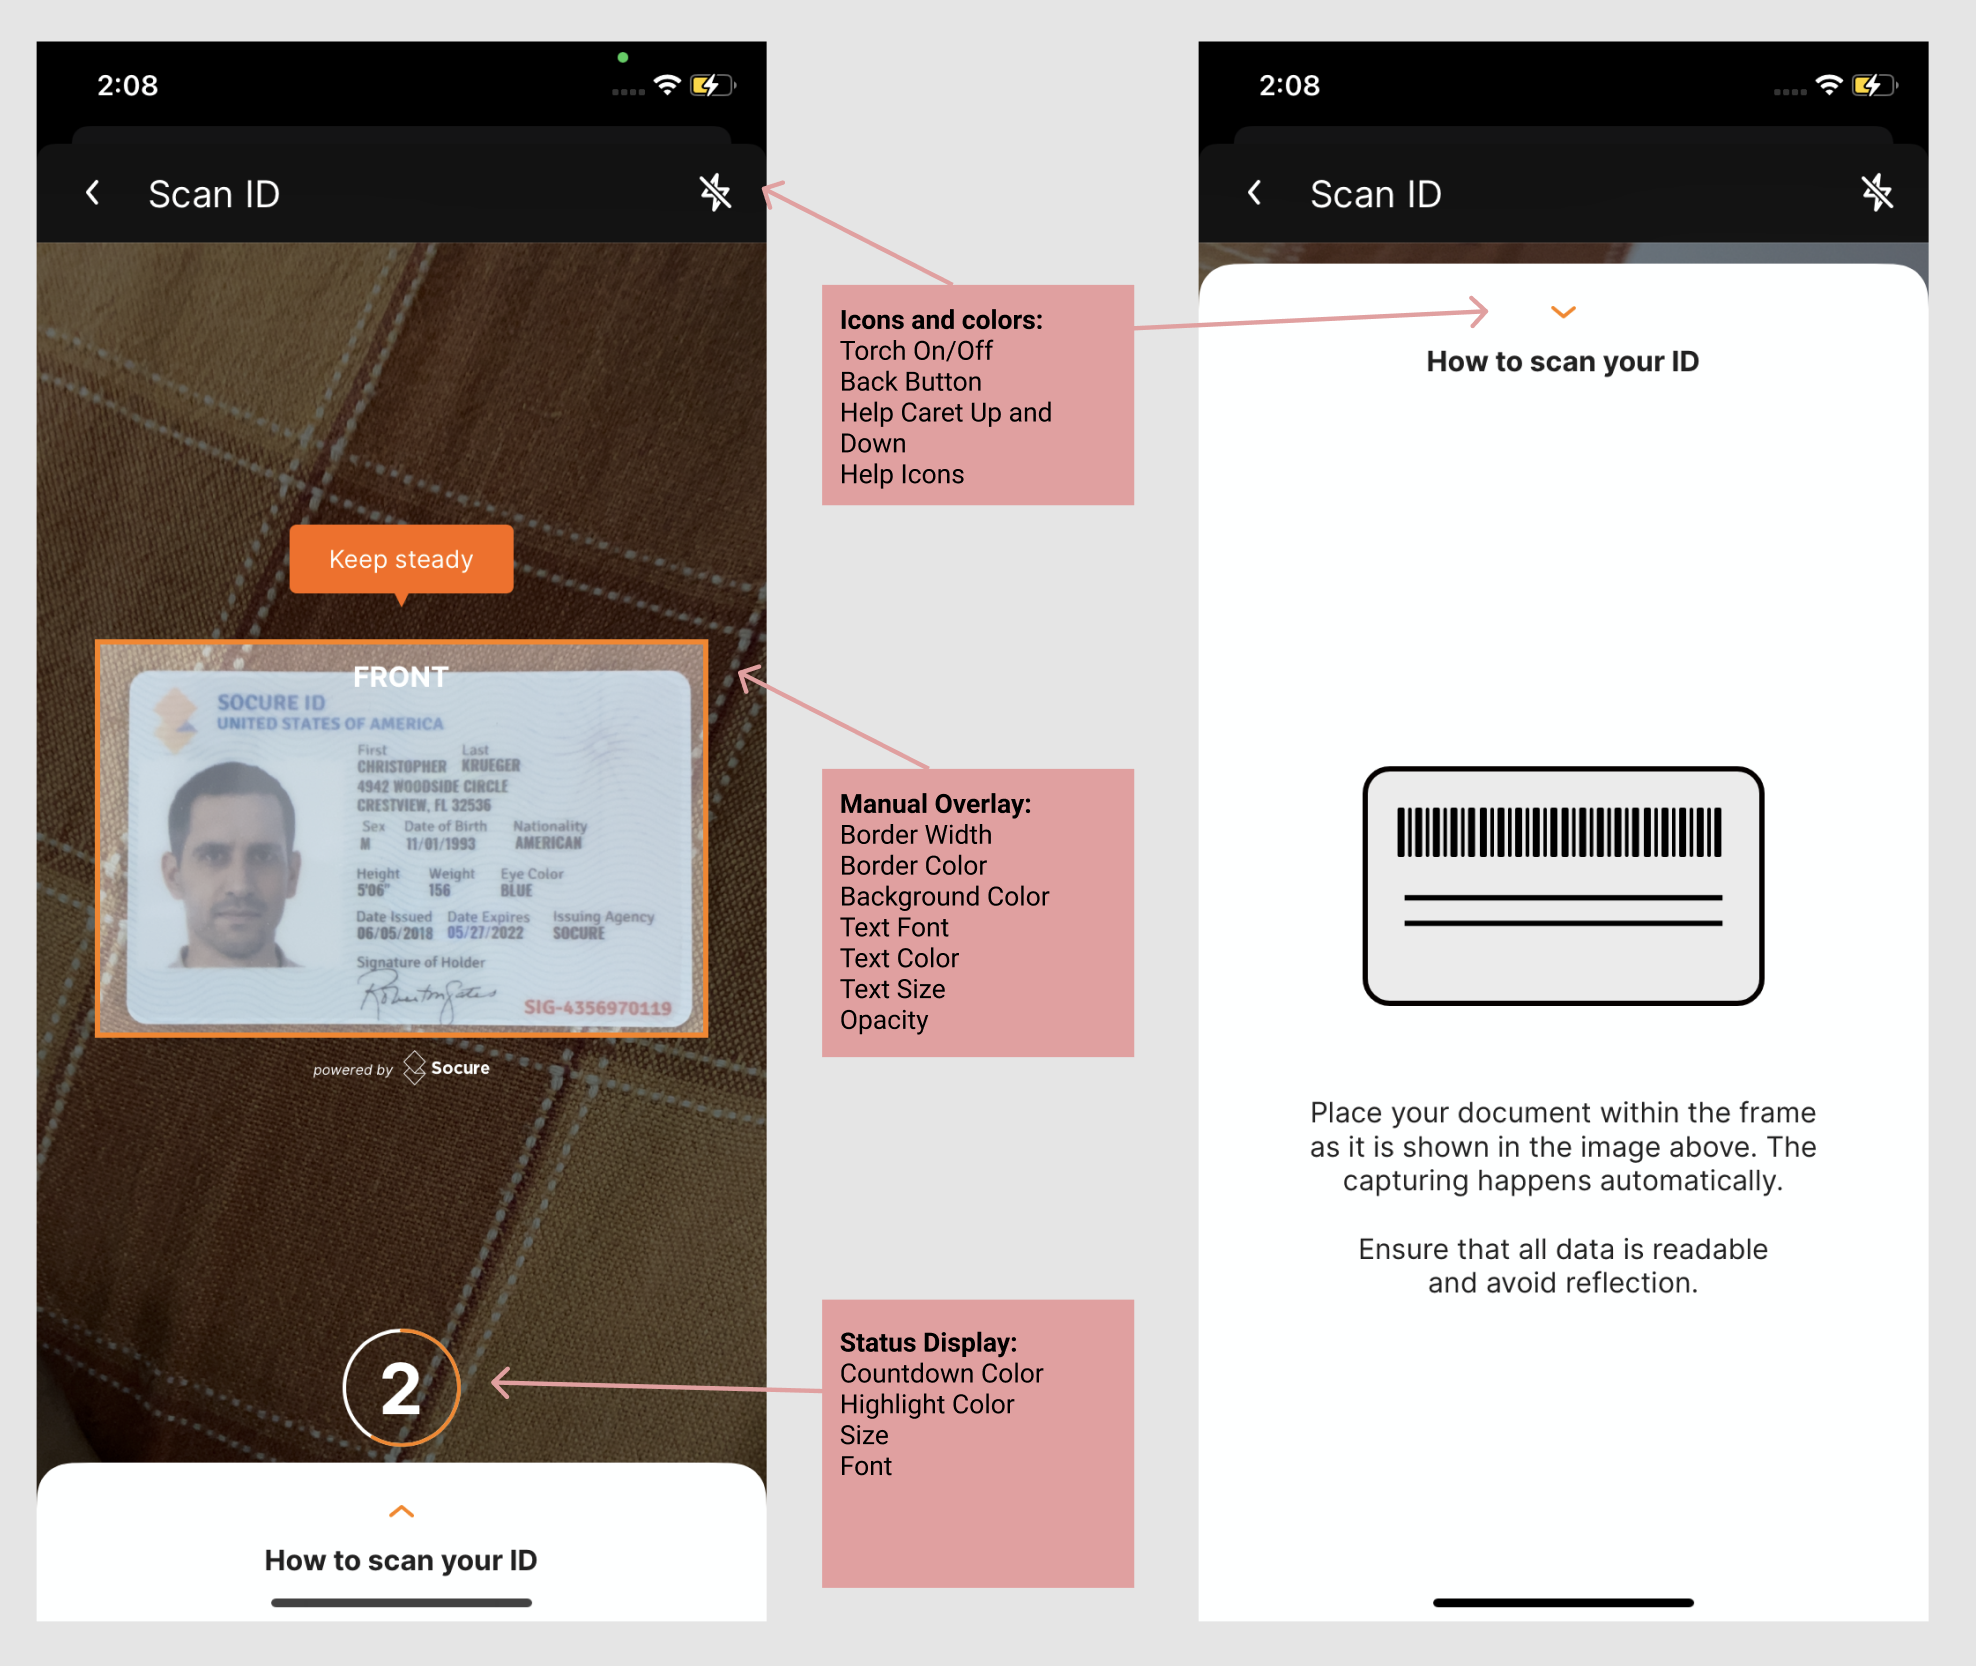 2:08
Scan ID
Keep steady
FRONT
SOCURE ID
UNITED STATES OF AMERICA
First Last
CHRISTOPHER KRUEGER
4942 WOODSIDE CIRCLE
CRESTVIEW, FL 32536
Sex Date of Birth Nationality
M 11/01/1993 AMERICAN
Height Weight Eye Color
5'06" 156 BLUE
Date Issued Date Expires Issuing Agency
06/05/2018 05/27/2022 SOCURE
Signature of Holder
SIG-4356970119
powered by Socure
2
How to scan your ID
Icons and colors:
Torch On/Off
Back Button
Help Caret Up and
Down
Help Icons
Manual Overlay:
Border Width
Border Color
Background Color
Text Font
Text Color
Text Size
Opacity
Status Display:
Countdown Color
Highlight Color
Size
Font
2:08
Scan ID
How to scan your ID
Place your document within the frame
as it is shown in the image above. The
capturing happens automatically.
Ensure that all data is readable
and avoid reflection.